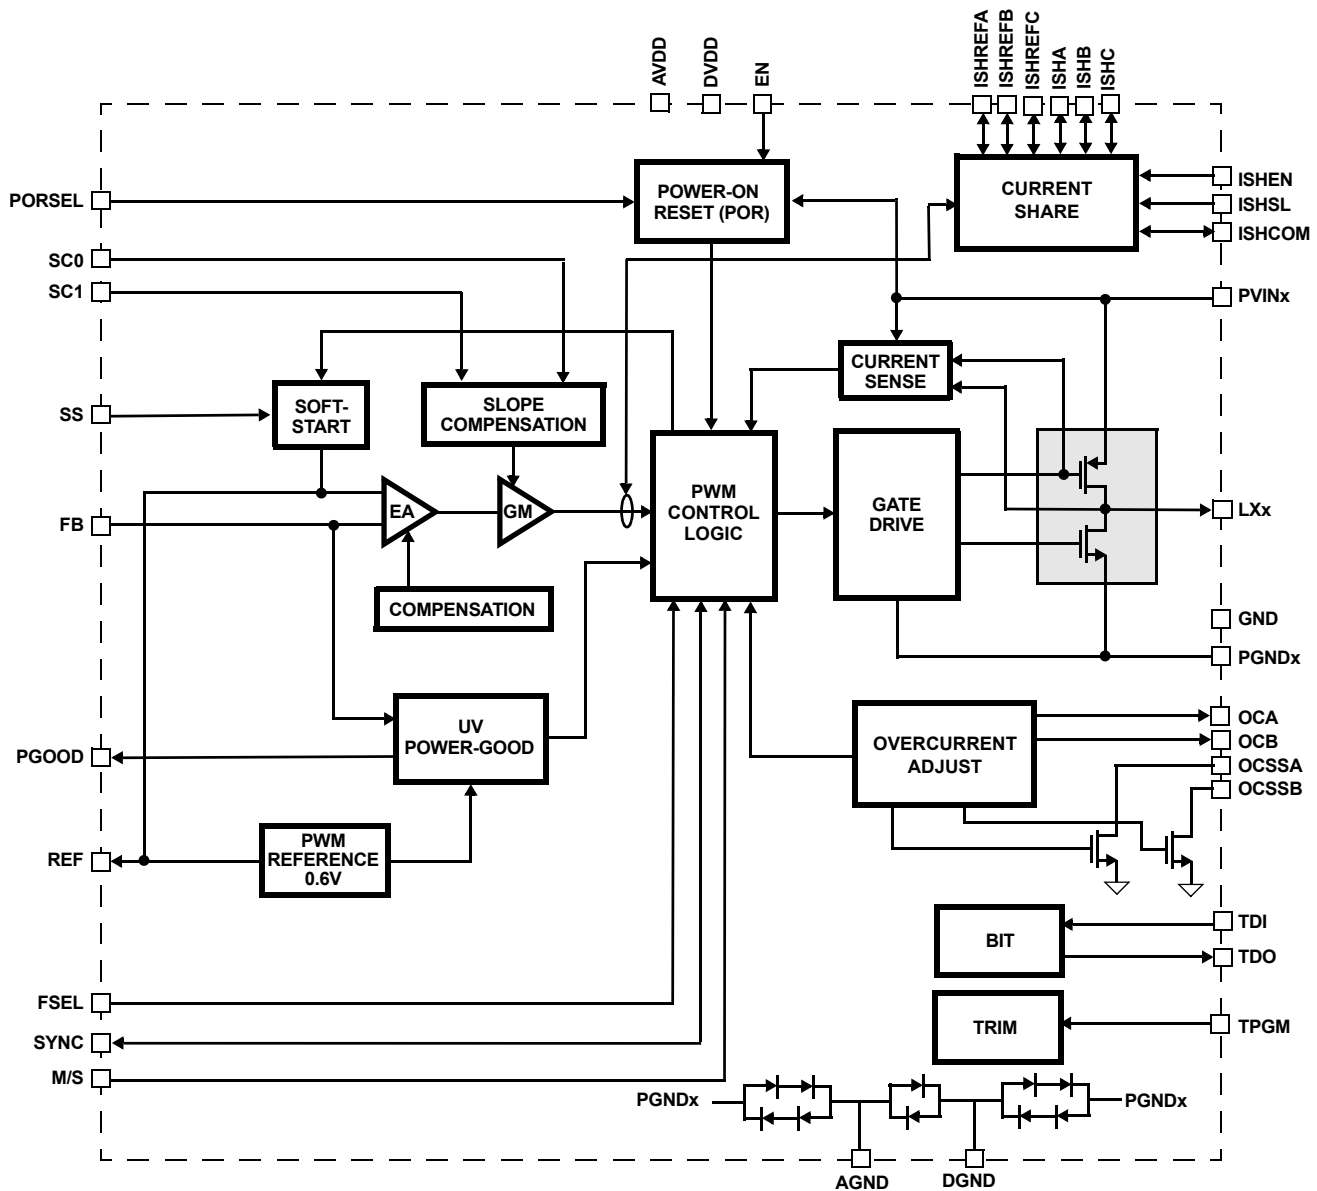 AVDD
DVDD
EN
ISHREFA
ISHREFB
ISHREFC
ISHA
ISHB
ISHC
PORSEL
POWER-ON
RESET (POR)
CURRENT
SHARE
ISHEN
ISHSL
ISHCOM
SC0
SC1
PVINx
CURRENT
SENSE
SS
SOFT-
START
SLOPE
COMPENSATION
FB
EA
GM
PWM
CONTROL
LOGIC
GATE
DRIVE
LXx
COMPENSATION
GND
PGNDx
UV
POWER-GOOD
PGOOD
OVERCURRENT
ADJUST
OCA
OCB
OCSSA
OCSSB
REF
PWM
REFERENCE
0.6V
BIT
TDI
TDO
FSEL
SYNC
M/S
TRIM
TPGM
PGNDx
PGNDx
AGND
DGND